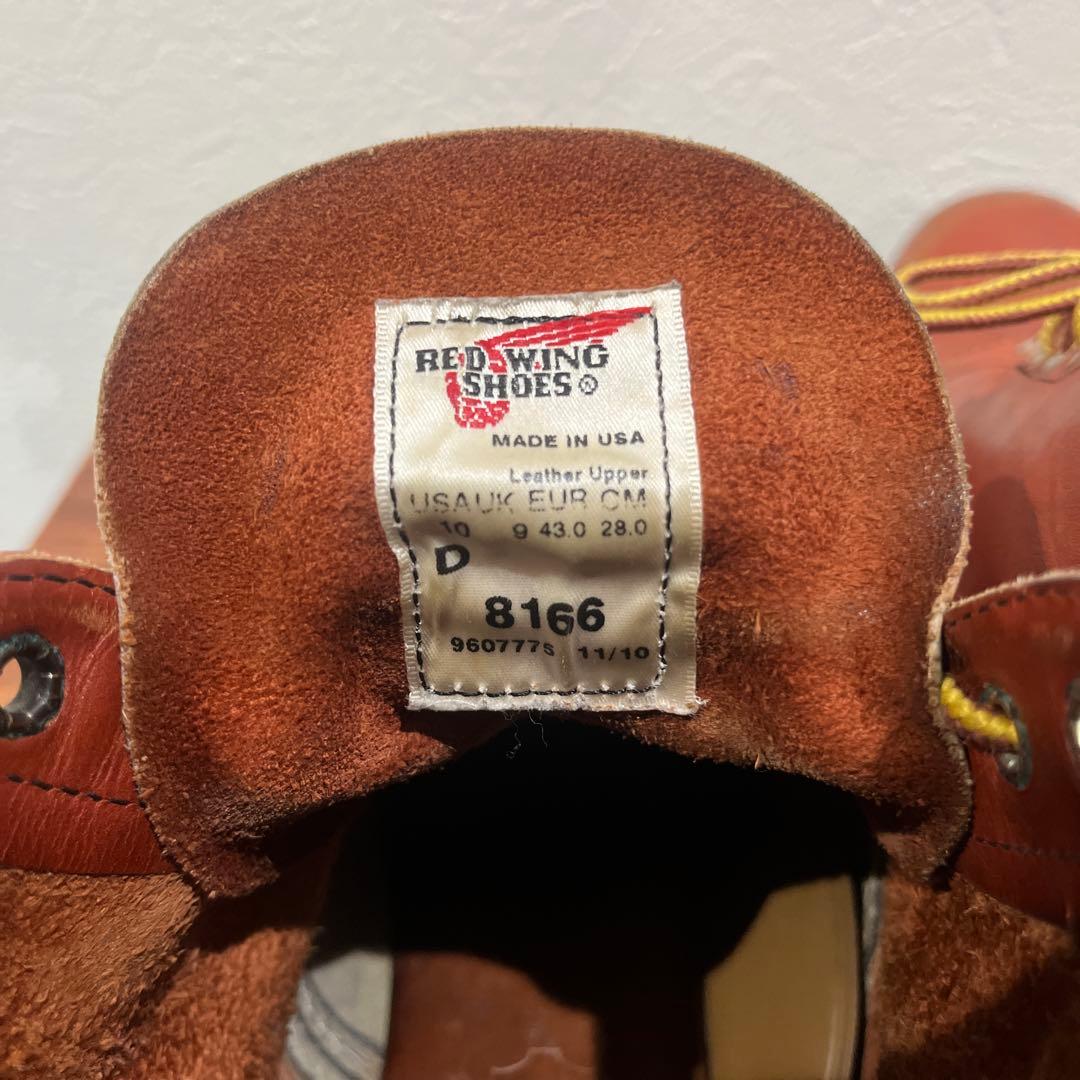 RED WING
SHOES®
MADE IN USA
Leather Upper
USA UK EUR CM
10 9 43.0 28.0
D
8166
960777S 11/10